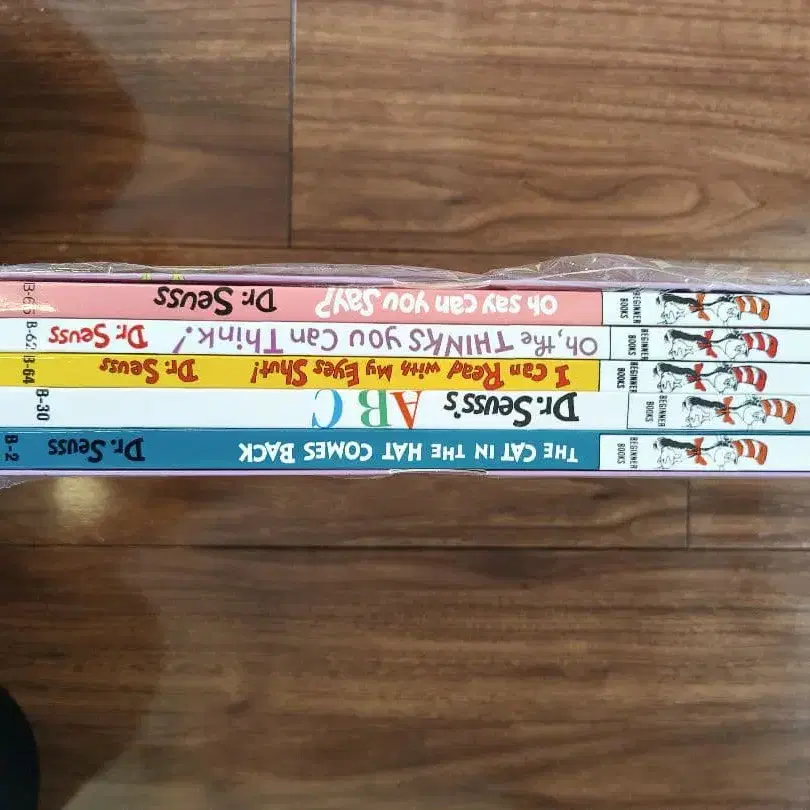 BEGINNER BOOKS THE CAT IN THE HAT COMES BACK Dr. Seuss B-2
BEGINNER BOOKS Dr. Seuss's ABC B-30
BEGINNER BOOKS I Can Read with My Eyes Shut! Dr. Seuss B-64
BEGINNER BOOKS Oh, the THINKS you Can Think! Dr. Seuss B-62
BEGINNER BOOKS Oh say can you Say? Dr. Seuss B-65